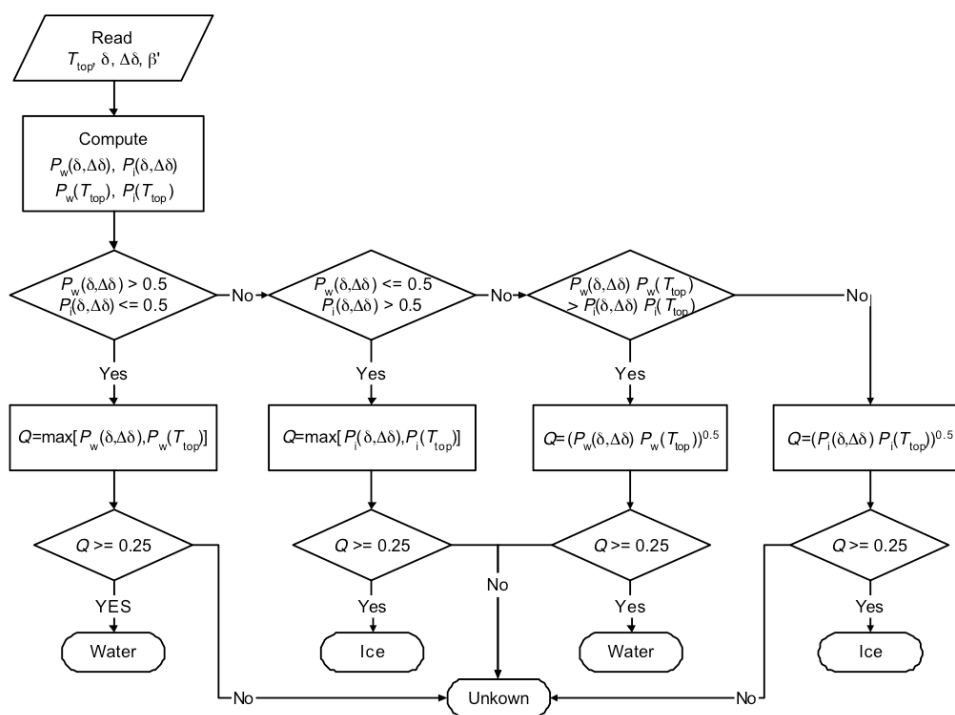 Read
T_top, δ, Δδ, β'
Compute
P_w(δ,Δδ), P_i(δ,Δδ)
P_w(T_top), P_i(T_top)
P_w(δ,Δδ) > 0.5
P_i(δ,Δδ) <= 0.5
No
P_w(δ,Δδ) <= 0.5
P_i(δ,Δδ) > 0.5
No
P_w(δ,Δδ) P_w(T_top)
> P_i(δ,Δδ) P_i(T_top)
No
Yes
Yes
Yes
Q=max[P_w(δ,Δδ),P_w(T_top)]
Q=max[P_i(δ,Δδ),P_i(T_top)]
Q=(P_w(δ,Δδ) P_w(T_top))^0.5
Q=(P_i(δ,Δδ) P_i(T_top))^0.5
Q >= 0.25
Q >= 0.25
Q >= 0.25
Q >= 0.25
No
YES
Yes
Yes
Yes
Water
Ice
Water
Ice
No
Unkown
No